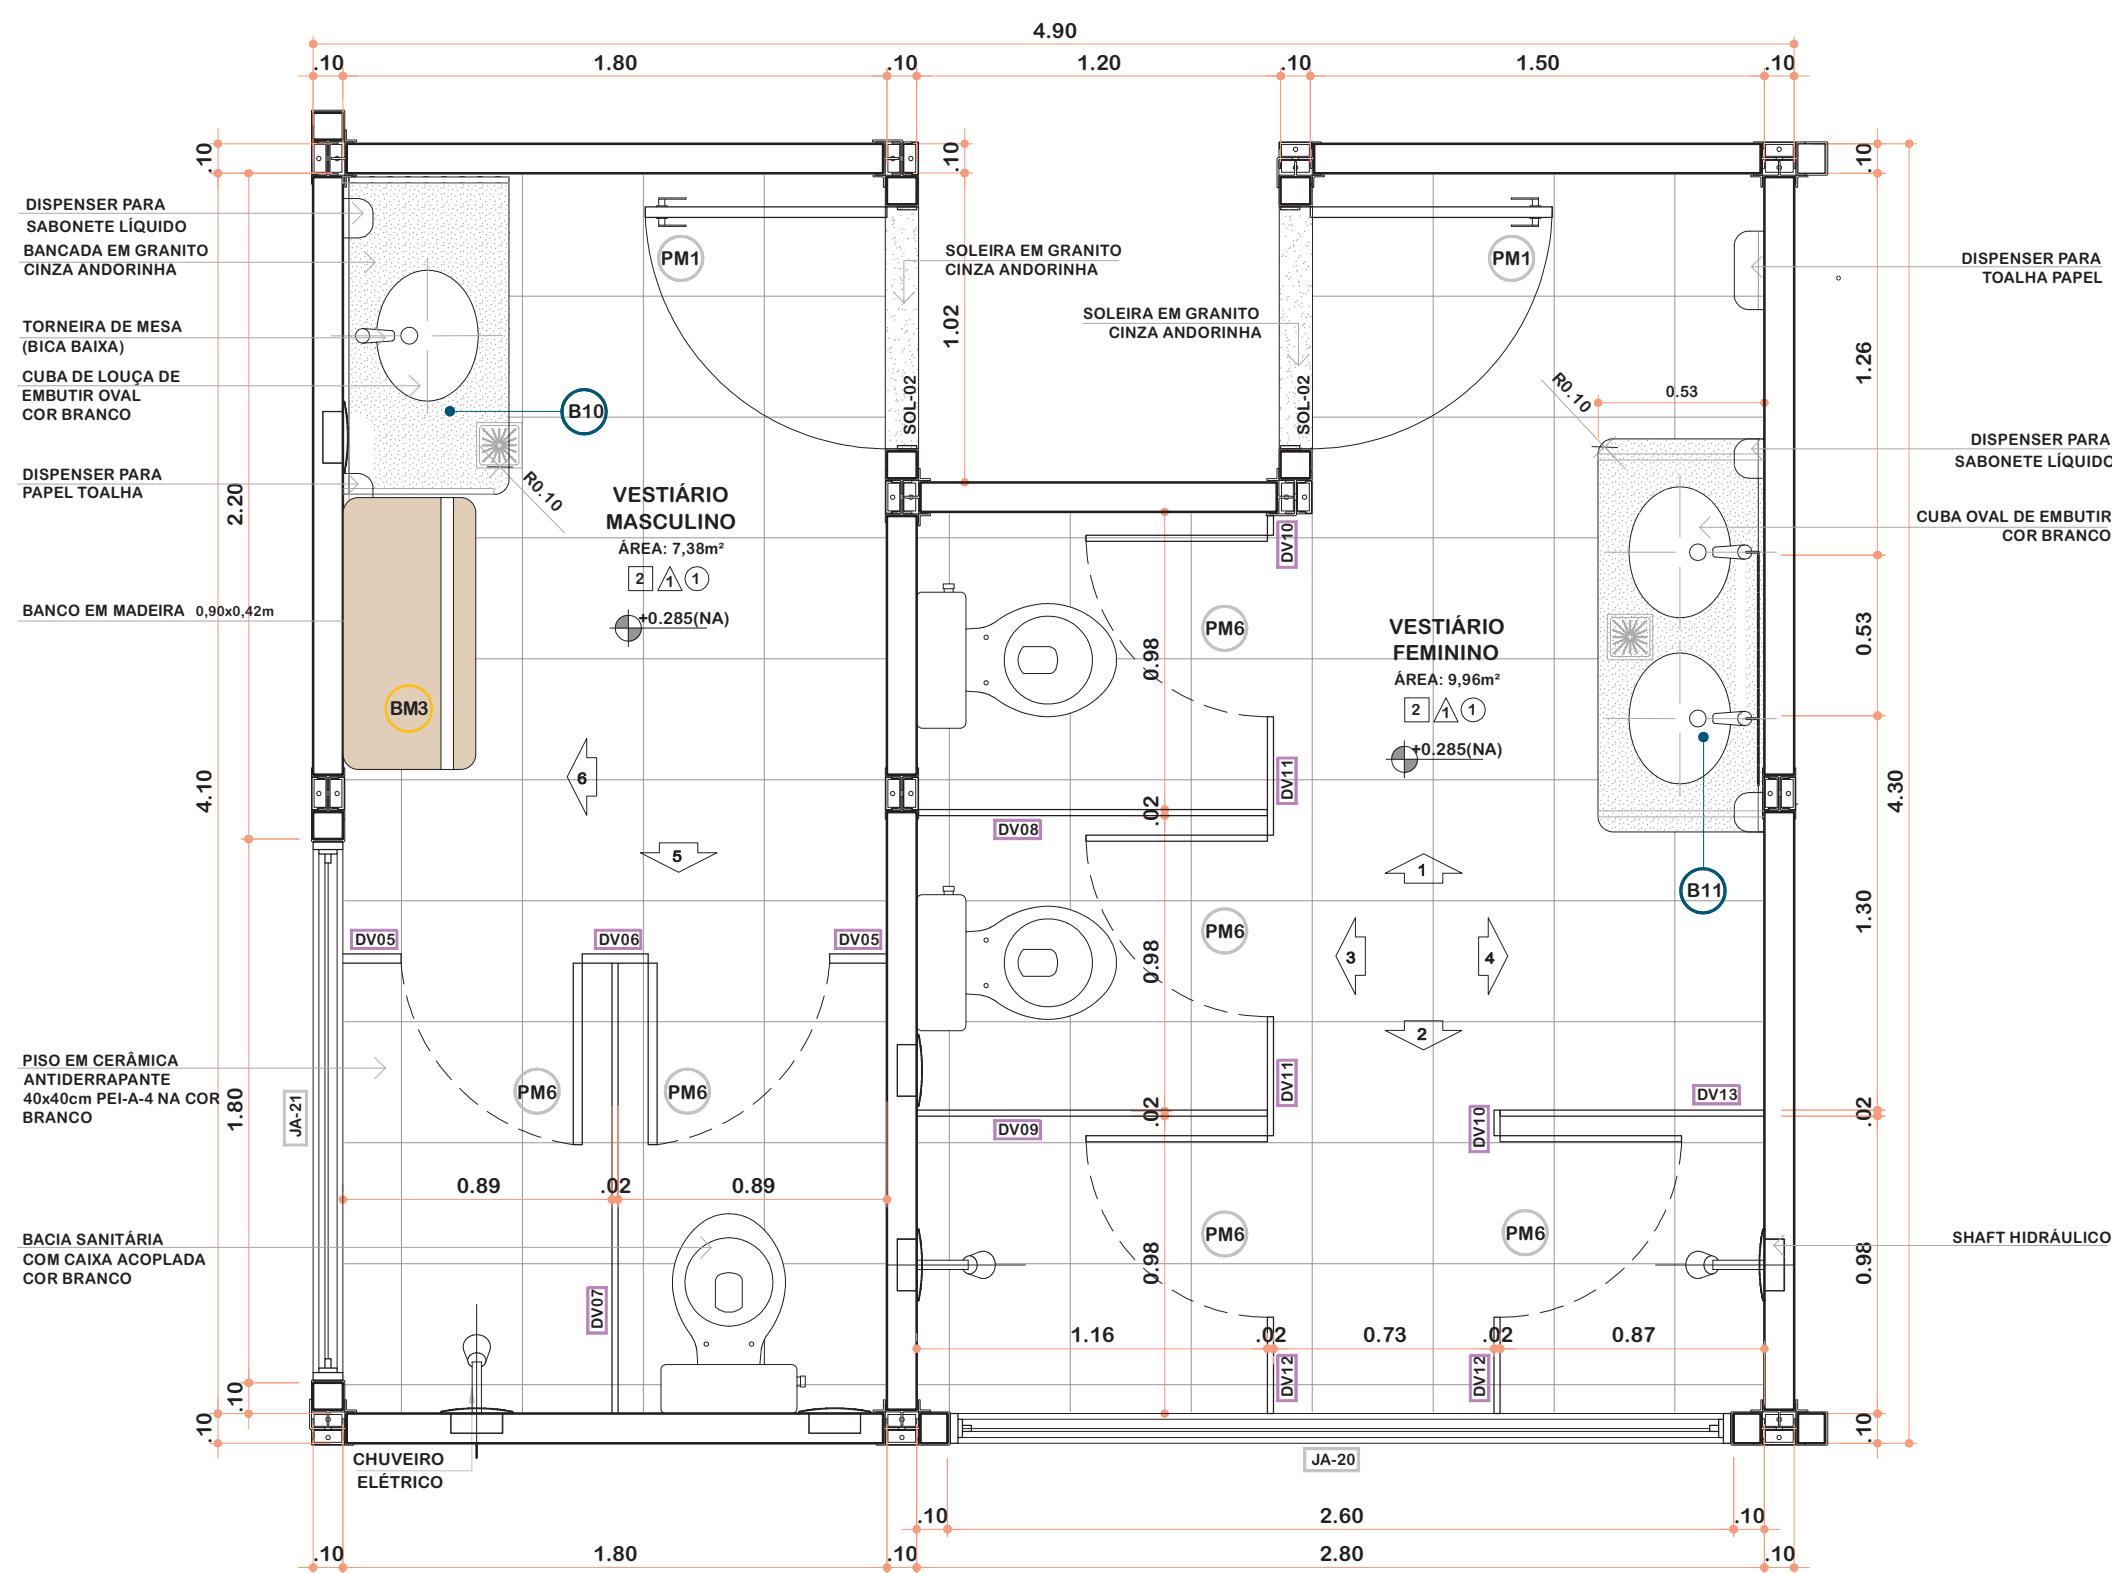 4.90
.10 1.80 .10 1.20 .10 1.50 .10
.10 .10 .10
DISPENSER PARA
SABONETE LÍQUIDO
BANCADA EM GRANITO
CINZA ANDORINHA
TORNEIRA DE MESA
(BICA BAIXA)
CUBA DE LOUÇA DE
EMBUTIR OVAL
COR BRANCO
DISPENSER PARA
PAPEL TOALHA
BANCO EM MADEIRA 0,90x0,42m
PISO EM CERÂMICA
ANTIDERRAPANTE
40x40cm PEI-A-4 NA COR
BRANCO
BACIA SANITÁRIA
COM CAIXA ACOPLADA
COR BRANCO
2.20
4.10
1.80
.10
.10
JA-21
PM1
B10
R0.10
VESTIÁRIO
MASCULINO
ÁREA: 7,38m²
2 1 1
+0.285(NA)
BM3
6
5
DV05 DV06 DV05
PM6 PM6
0.89 .02 0.89
DV07
CHUVEIRO
ELÉTRICO
SOLEIRA EM GRANITO
CINZA ANDORINHA
SOL-02
1.02
SOLEIRA EM GRANITO
CINZA ANDORINHA
SOL-02
PM1
R0.10
0.53
DV10
PM6
0.98
DV11
.02
DV08
PM6
0.98
DV11
.02
DV09
PM6
0.98
VESTIÁRIO
FEMININO
ÁREA: 9,96m²
2 1 1
+0.285(NA)
1
3 4
2
B11
DV13
DV10
PM6
1.16 .02 0.73 .02 0.87
DV12 DV12
JA-20
DISPENSER PARA
TOALHA PAPEL
DISPENSER PARA
SABONETE LÍQUIDO
CUBA OVAL DE EMBUTIR
COR BRANCO
SHAFT HIDRÁULICO
1.26
0.53
4.30
1.30
.02
0.98
.10
.10 2.60 .10
.10 1.80 .10 2.80 .10